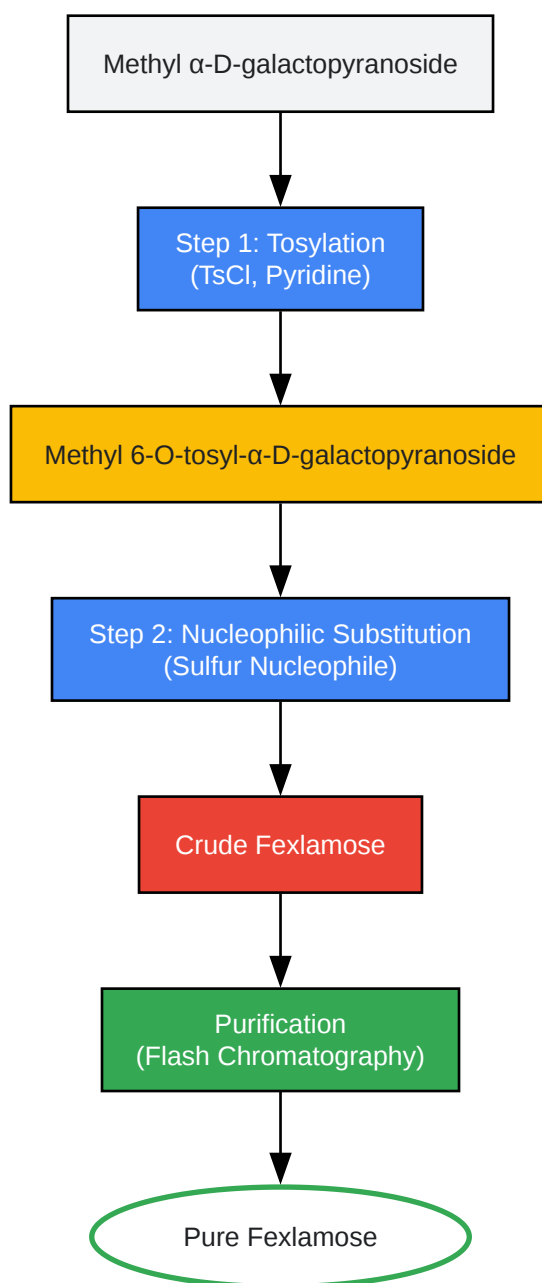 Methyl α-D-galactopyranoside
Step 1: Tosylation
(TsCl, Pyridine)
Methyl 6-O-tosyl-α-D-galactopyranoside
Step 2: Nucleophilic Substitution
(Sulfur Nucleophile)
Crude Fexlamose
Purification
(Flash Chromatography)
Pure Fexlamose